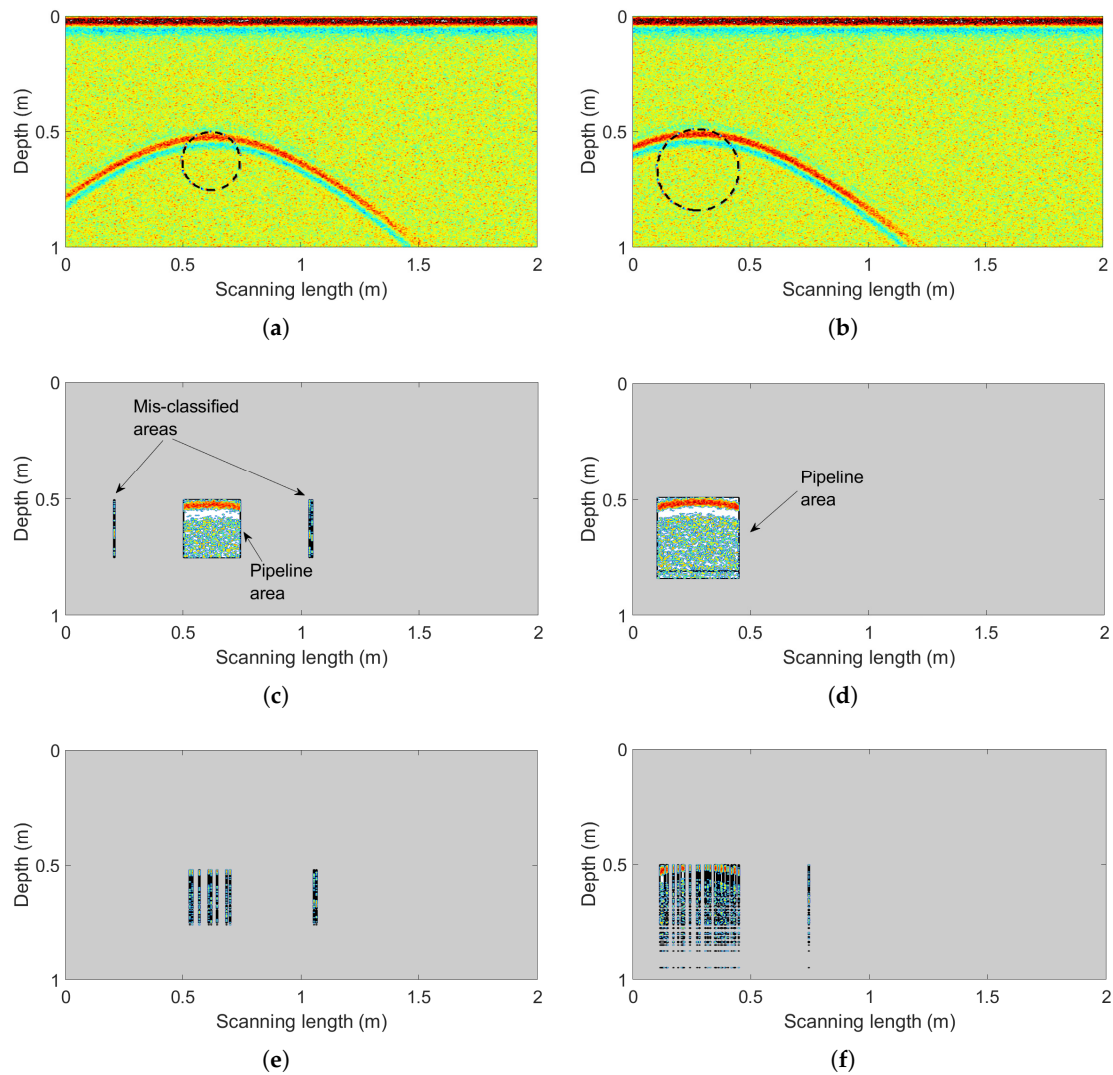 0
0.5
1
Depth (m)
0 0.5 1 1.5 2
Scanning length (m)
(a)
0
0.5
1
Depth (m)
0 0.5 1 1.5 2
Scanning length (m)
(b)
0
0.5
1
Depth (m)
Mis-classified
areas
Pipeline
area
0 0.5 1 1.5 2
Scanning length (m)
(c)
0
0.5
1
Depth (m)
Pipeline
area
0 0.5 1 1.5 2
Scanning length (m)
(d)
0
0.5
1
Depth (m)
0 0.5 1 1.5 2
Scanning length (m)
(e)
0
0.5
1
Depth (m)
0 0.5 1 1.5 2
Scanning length (m)
(f)